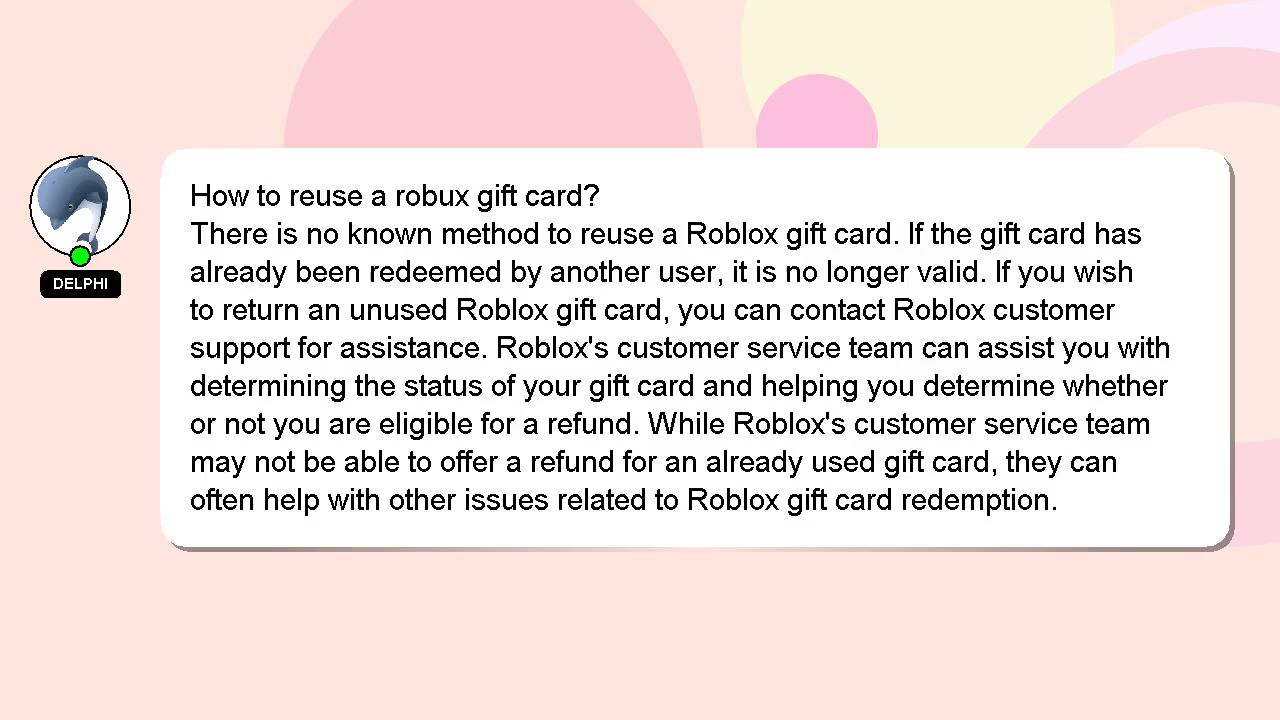 How to reuse a robux gift card?
There is no known method to reuse a Roblox gift card. If the gift card has
already been redeemed by another user, it is no longer valid. If you wish
to return an unused Roblox gift card, you can contact Roblox customer
support for assistance. Roblox's customer service team can assist you with
determining the status of your gift card and helping you determine whether
or not you are eligible for a refund. While Roblox's customer service team
may not be able to offer a refund for an already used gift card, they can
often help with other issues related to Roblox gift card redemption.
DELPHI